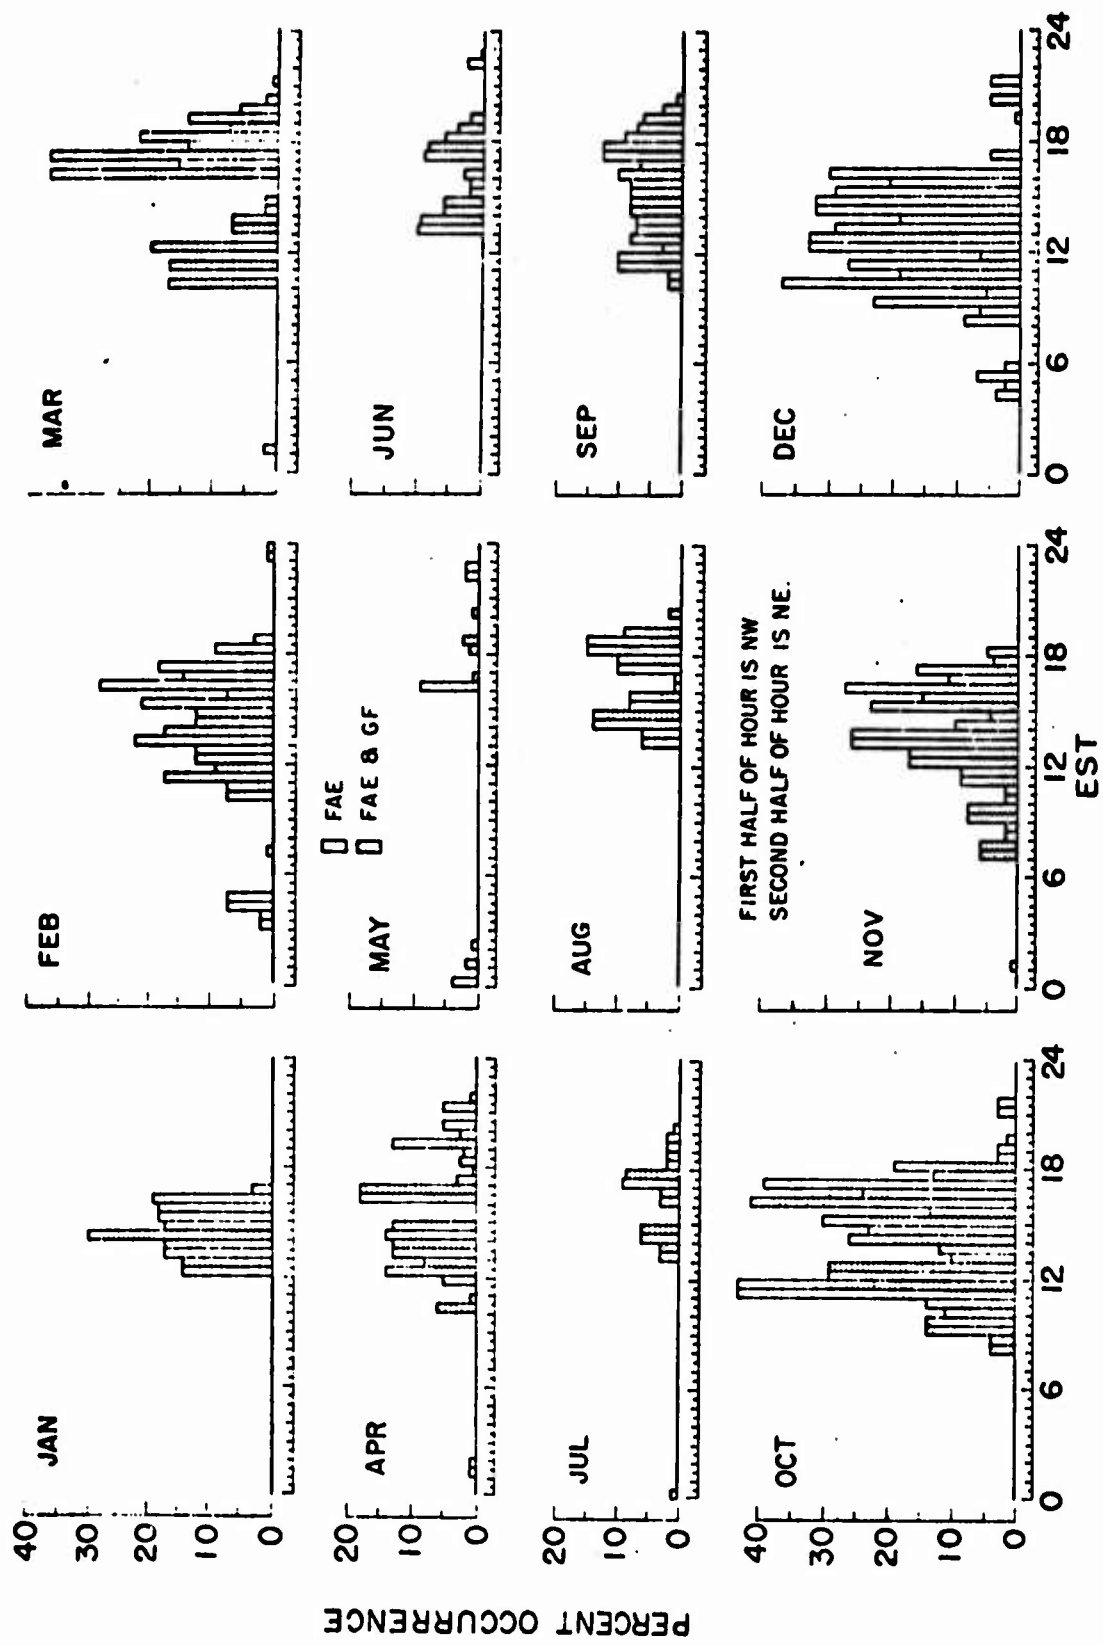 PERCENT OCCURRENCE
40
30
20
10
0
JAN
FEB
MAR
20
10
0
APR
MAY
JUN
FAE
FAE & GF
20
10
0
JUL
AUG
SEP
FIRST HALF OF HOUR IS NW
SECOND HALF OF HOUR IS NE.
40
30
20
10
0
OCT
NOV
DEC
0 6 12 18 24
0 6 12 18 24
0 6 12 18 24
EST